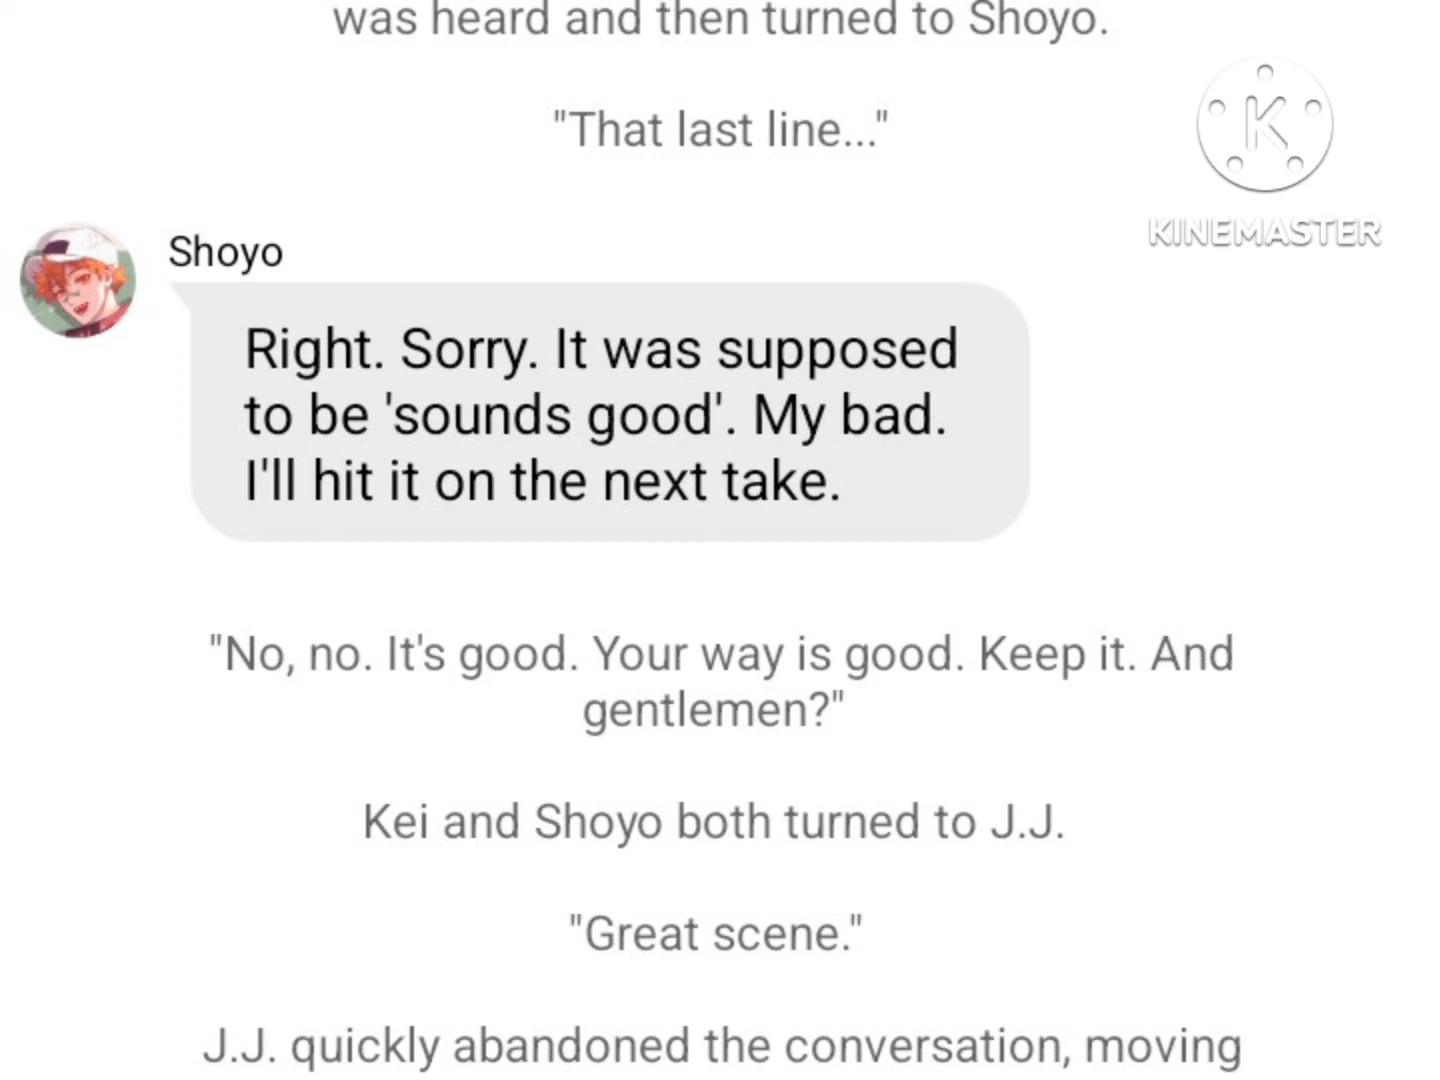 was heard and then turned to Shoyo.
"That last line..."
K
KINEMASTER
Shoyo
Right. Sorry. It was supposed
to be 'sounds good'. My bad.
I'll hit it on the next take.
"No, no. It's good. Your way is good. Keep it. And
gentlemen?"
Kei and Shoyo both turned to J.J.
"Great scene."
J.J. quickly abandoned the conversation, moving